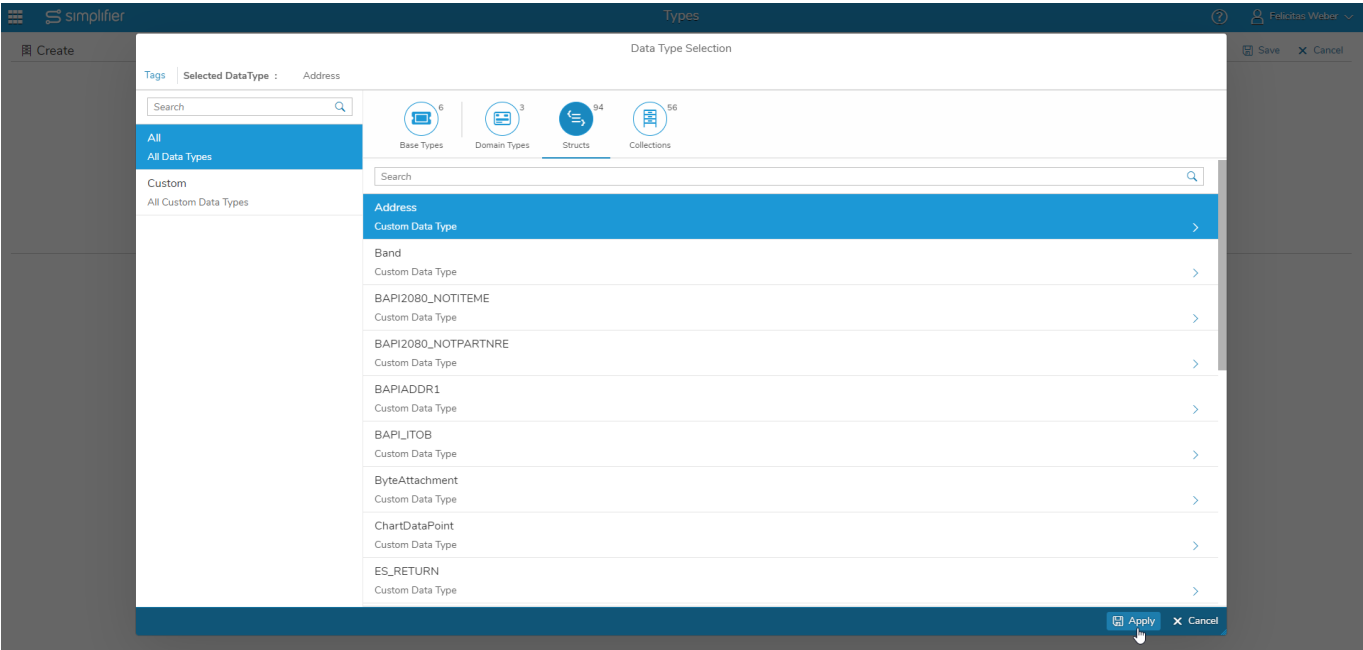 simplifier
Types
Felicitas Weber
Create
Data Type Selection
Save
Cancel
Tags
Selected DataType :
Address
Search
6
3
94
56
Base Types
Domain Types
Structs
Collections
All
All Data Types
Custom
All Custom Data Types
Search
Address
Custom Data Type
Band
Custom Data Type
BAPI2080_NOTITEME
Custom Data Type
BAPI2080_NOTPARTNRE
Custom Data Type
BAPIADDR1
Custom Data Type
BAPI_ITOB
Custom Data Type
ByteAttachment
Custom Data Type
ChartDataPoint
Custom Data Type
ES_RETURN
Custom Data Type
Apply
Cancel